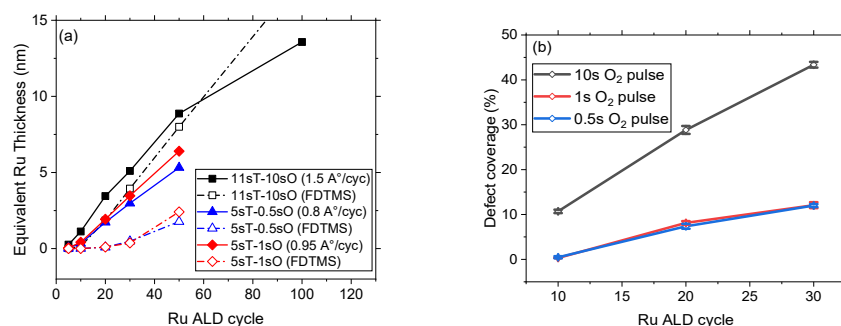 (a)
Equivalent Ru Thickness (nm)
15
10
5
0
0 20 40 60 80 100 120
Ru ALD cycle
11sT-10sO (1.5 A°/cyc)
11sT-10sO (FDTMS)
5sT-0.5sO (0.8 A°/cyc)
5sT-0.5sO (FDTMS)
5sT-1sO (0.95 A°/cyc)
5sT-1sO (FDTMS)
(b)
Defect coverage (%)
50
40
30
20
10
0
10 15 20 25 30
Ru ALD cycle
10s O₂ pulse
1s O₂ pulse
0.5s O₂ pulse